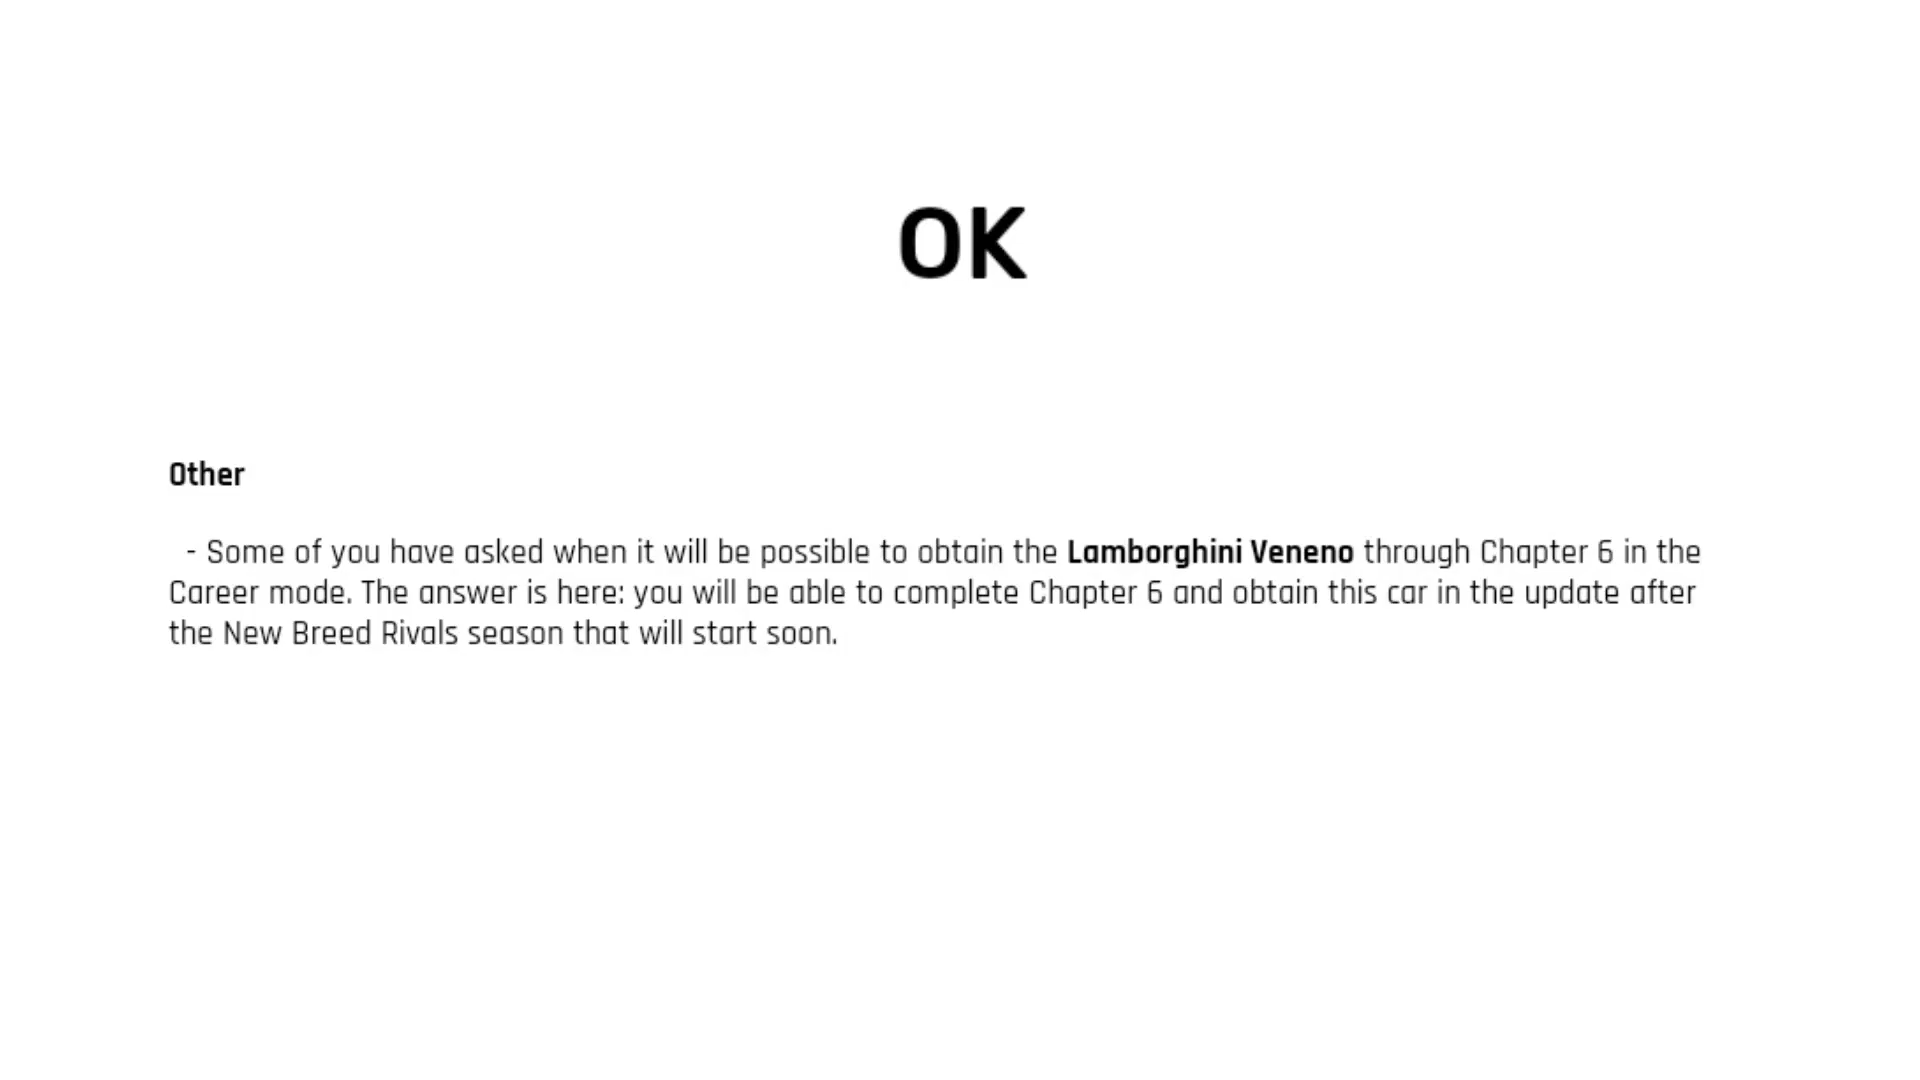 OK
Other
- Some of you have asked when it will be possible to obtain the Lamborghini Veneno through Chapter 6 in the
Career mode. The answer is here: you will be able to complete Chapter 6 and obtain this car in the update after
the New Breed Rivals season that will start soon.